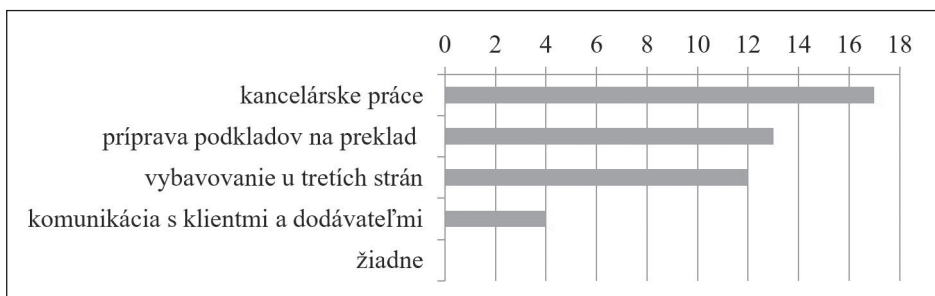 0 2 4 6 8 10 12 14 16 18
kancelárske práce
príprava podkladov na preklad
vybavovanie u tretích strán
komunikácia s klientmi a dodávateľmi
žiadne